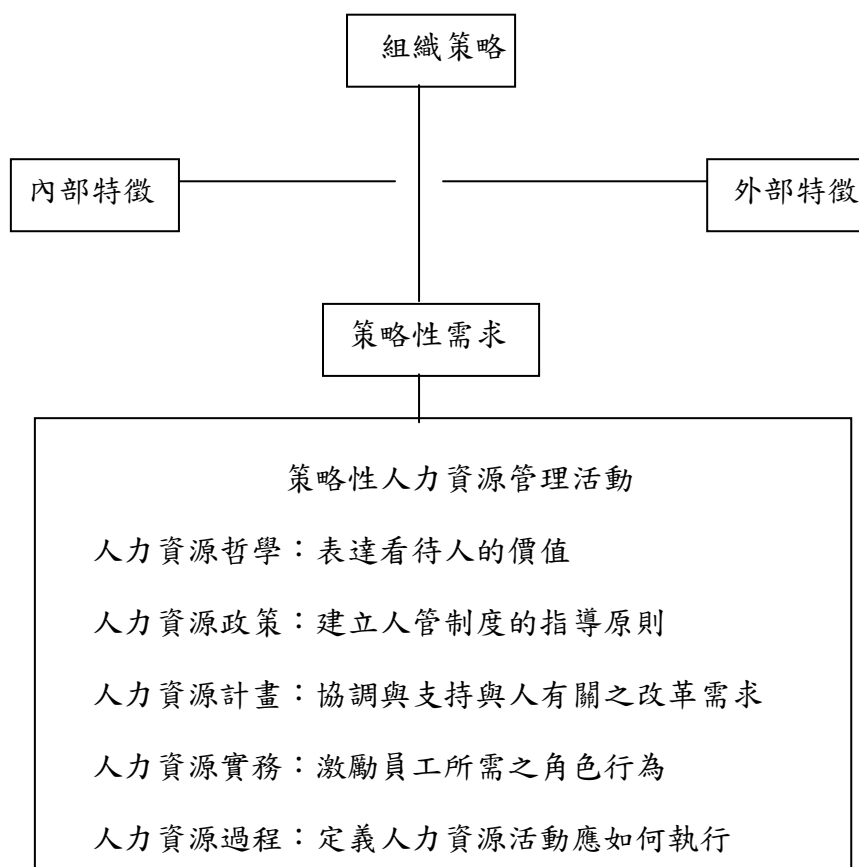 組織策略
內部特徵
外部特徵
策略性需求
策略性人力資源管理活動
人力資源哲學：表達看待人的價值
人力資源政策：建立人管制度的指導原則
人力資源計畫：協調與支持與人有關之改革需求
人力資源實務：激勵員工所需之角色行為
人力資源過程：定義人力資源活動應如何執行